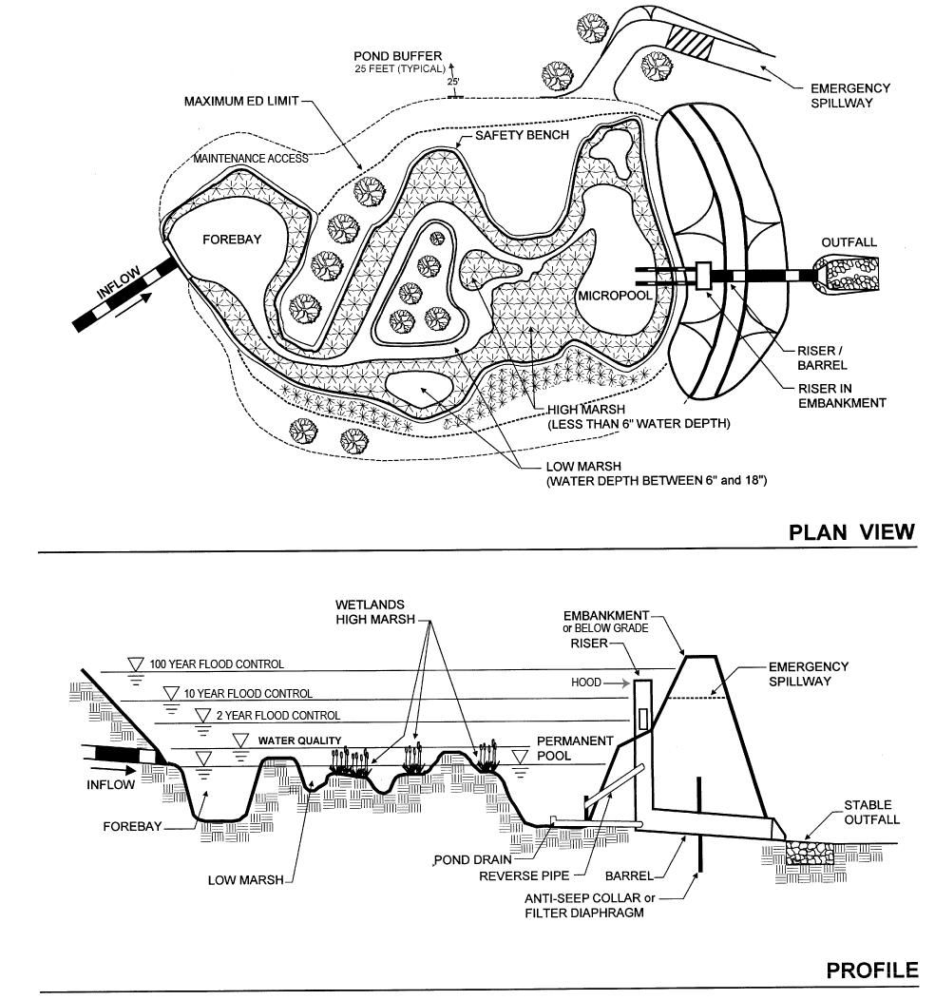 POND BUFFER
25 FEET (TYPICAL)
25'
EMERGENCY
SPILLWAY
MAXIMUM ED LIMIT
SAFETY BENCH
MAINTENANCE ACCESS
FOREBAY
OUTFALL
INFLOW
MICROPOOL
RISER /
BARREL
RISER IN
EMBANKMENT
HIGH MARSH
(LESS THAN 6" WATER DEPTH)
LOW MARSH
(WATER DEPTH BETWEEN 6" and 18")
PLAN VIEW
WETLANDS
HIGH MARSH
EMBANKMENT
or BELOW GRADE
RISER
100 YEAR FLOOD CONTROL
EMERGENCY
SPILLWAY
HOOD
10 YEAR FLOOD CONTROL
2 YEAR FLOOD CONTROL
WATER QUALITY
PERMANENT
POOL
INFLOW
FOREBAY
STABLE
OUTFALL
POND DRAIN
LOW MARSH
REVERSE PIPE
BARREL
ANTI-SEEP COLLAR or
FILTER DIAPHRAGM
PROFILE